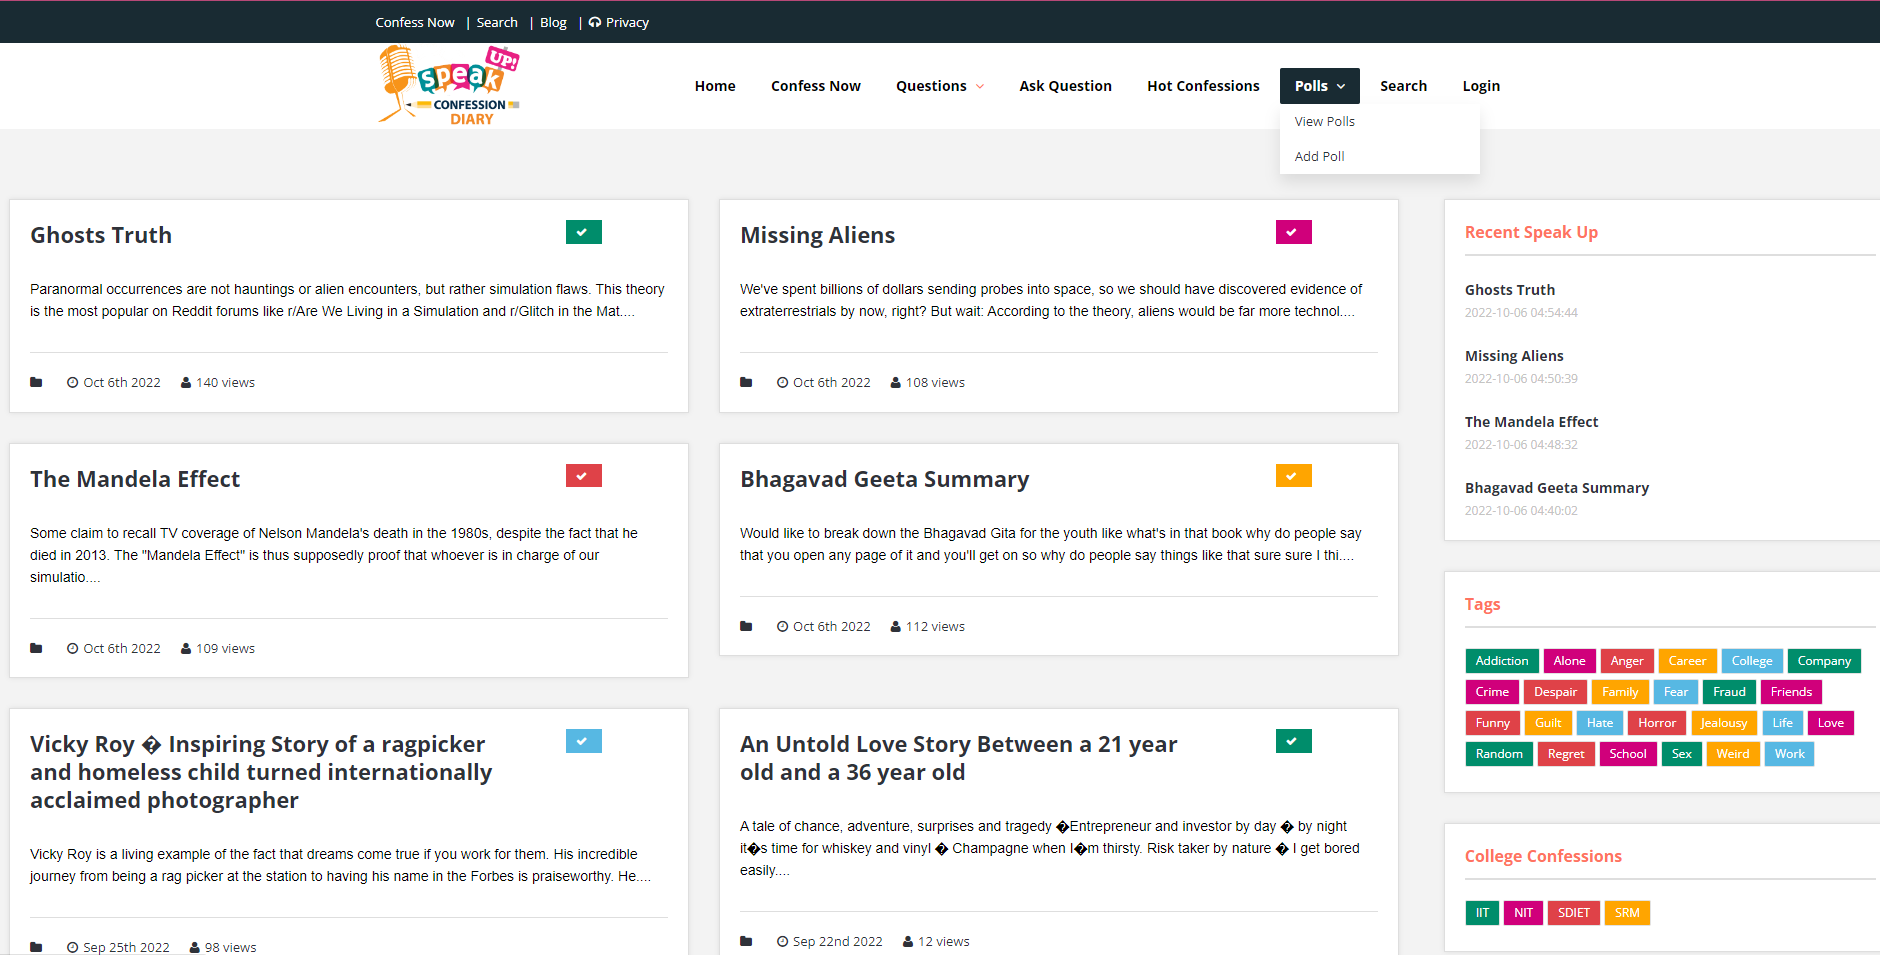 Confess Now | Search | Blog | Privacy
Speak UP!
CONFESSION
DIARY
Home Confess Now Questions Ask Question Hot Confessions Polls Search Login
View Polls
Add Poll
Ghosts Truth
Paranormal occurrences are not hauntings or alien encounters, but rather simulation flaws. This theory
is the most popular on Reddit forums like r/Are We Living in a Simulation and r/Glitch in the Mat....
Oct 6th 2022 140 views
Missing Aliens
We've spent billions of dollars sending probes into space, so we should have discovered evidence of
extraterrestrials by now, right? But wait: According to the theory, aliens would be far more technol....
Oct 6th 2022 108 views
The Mandela Effect
Some claim to recall TV coverage of Nelson Mandela's death in the 1980s, despite the fact that he
died in 2013. The "Mandela Effect" is thus supposedly proof that whoever is in charge of our
simulatio....
Oct 6th 2022 109 views
Bhagavad Geeta Summary
Would like to break down the Bhagavad Gita for the youth like what's in that book why do people say
that you open any page of it and you'll get on so why do people say things like that sure sure I thi....
Oct 6th 2022 112 views
Vicky Roy � Inspiring Story of a ragpicker
and homeless child turned internationally
acclaimed photographer
Vicky Roy is a living example of the fact that dreams come true if you work for them. His incredible
journey from being a rag picker at the station to having his name in the Forbes is praiseworthy. He....
Sep 25th 2022 98 views
An Untold Love Story Between a 21 year
old and a 36 year old
A tale of chance, adventure, surprises and tragedy �Entrepreneur and investor by day � by night
it�s time for whiskey and vinyl � Champagne when I�m thirsty. Risk taker by nature � I get bored
easily....
Sep 22nd 2022 12 views
Recent Speak Up
Ghosts Truth
2022-10-06 04:54:44
Missing Aliens
2022-10-06 04:50:39
The Mandela Effect
2022-10-06 04:48:32
Bhagavad Geeta Summary
2022-10-06 04:40:02
Tags
Addiction Alone Anger Career College Company
Crime Despair Family Fear Fraud Friends
Funny Guilt Hate Horror Jealousy Life Love
Random Regret School Sex Weird Work
College Confessions
IIT NIT SDIET SRM